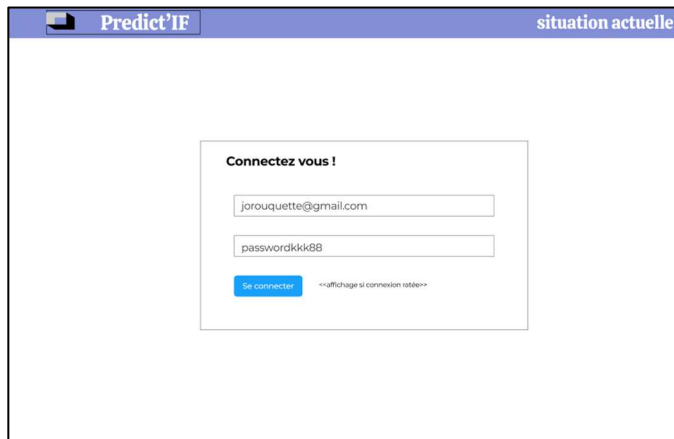 Predict'IF
situation actuelle
Connectez vous !
jorouquette@gmail.com
passwordkkk88
Se connecter
<<affichage si connexion ratée>>